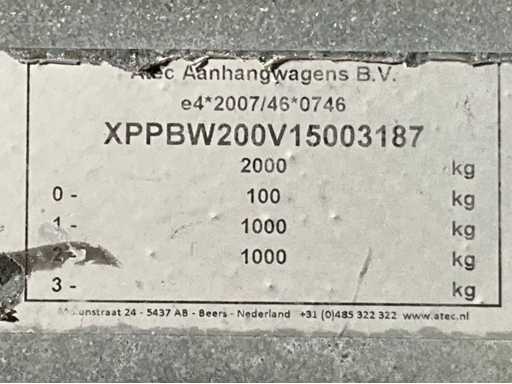 Atec Aanhangwagens B.V.
e4*2007/46*0746
XPPBW200V15003187
2000 kg
0 - 100 kg
1 - 1000 kg
2 - 1000 kg
3 - kg
24 - 5437 AB - Beers - Nederland +31 (0)485 322 322 www.atec.nl